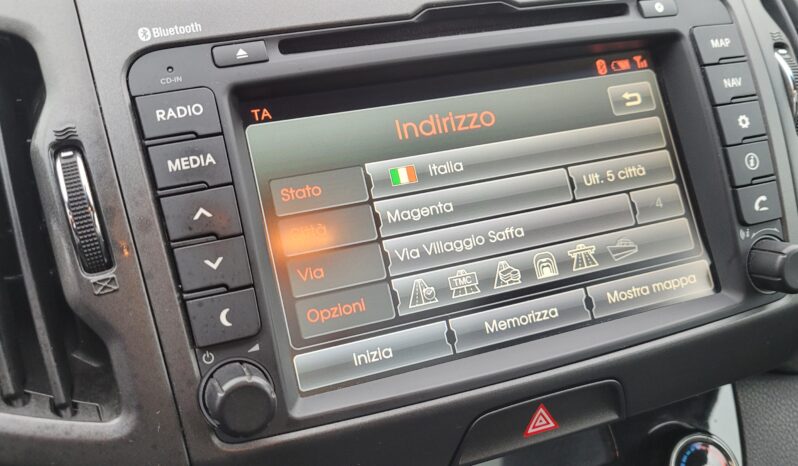 Bluetooth
CD-IN
RADIO
MEDIA
TA
Indirizzo
Stato
Italia
Città
Magenta
Ult. 5 città
Via
Via Villaggio Saffa
4
Opzioni
TMC
Inizia
Memorizza
Mostra mappa
MAP
NAV